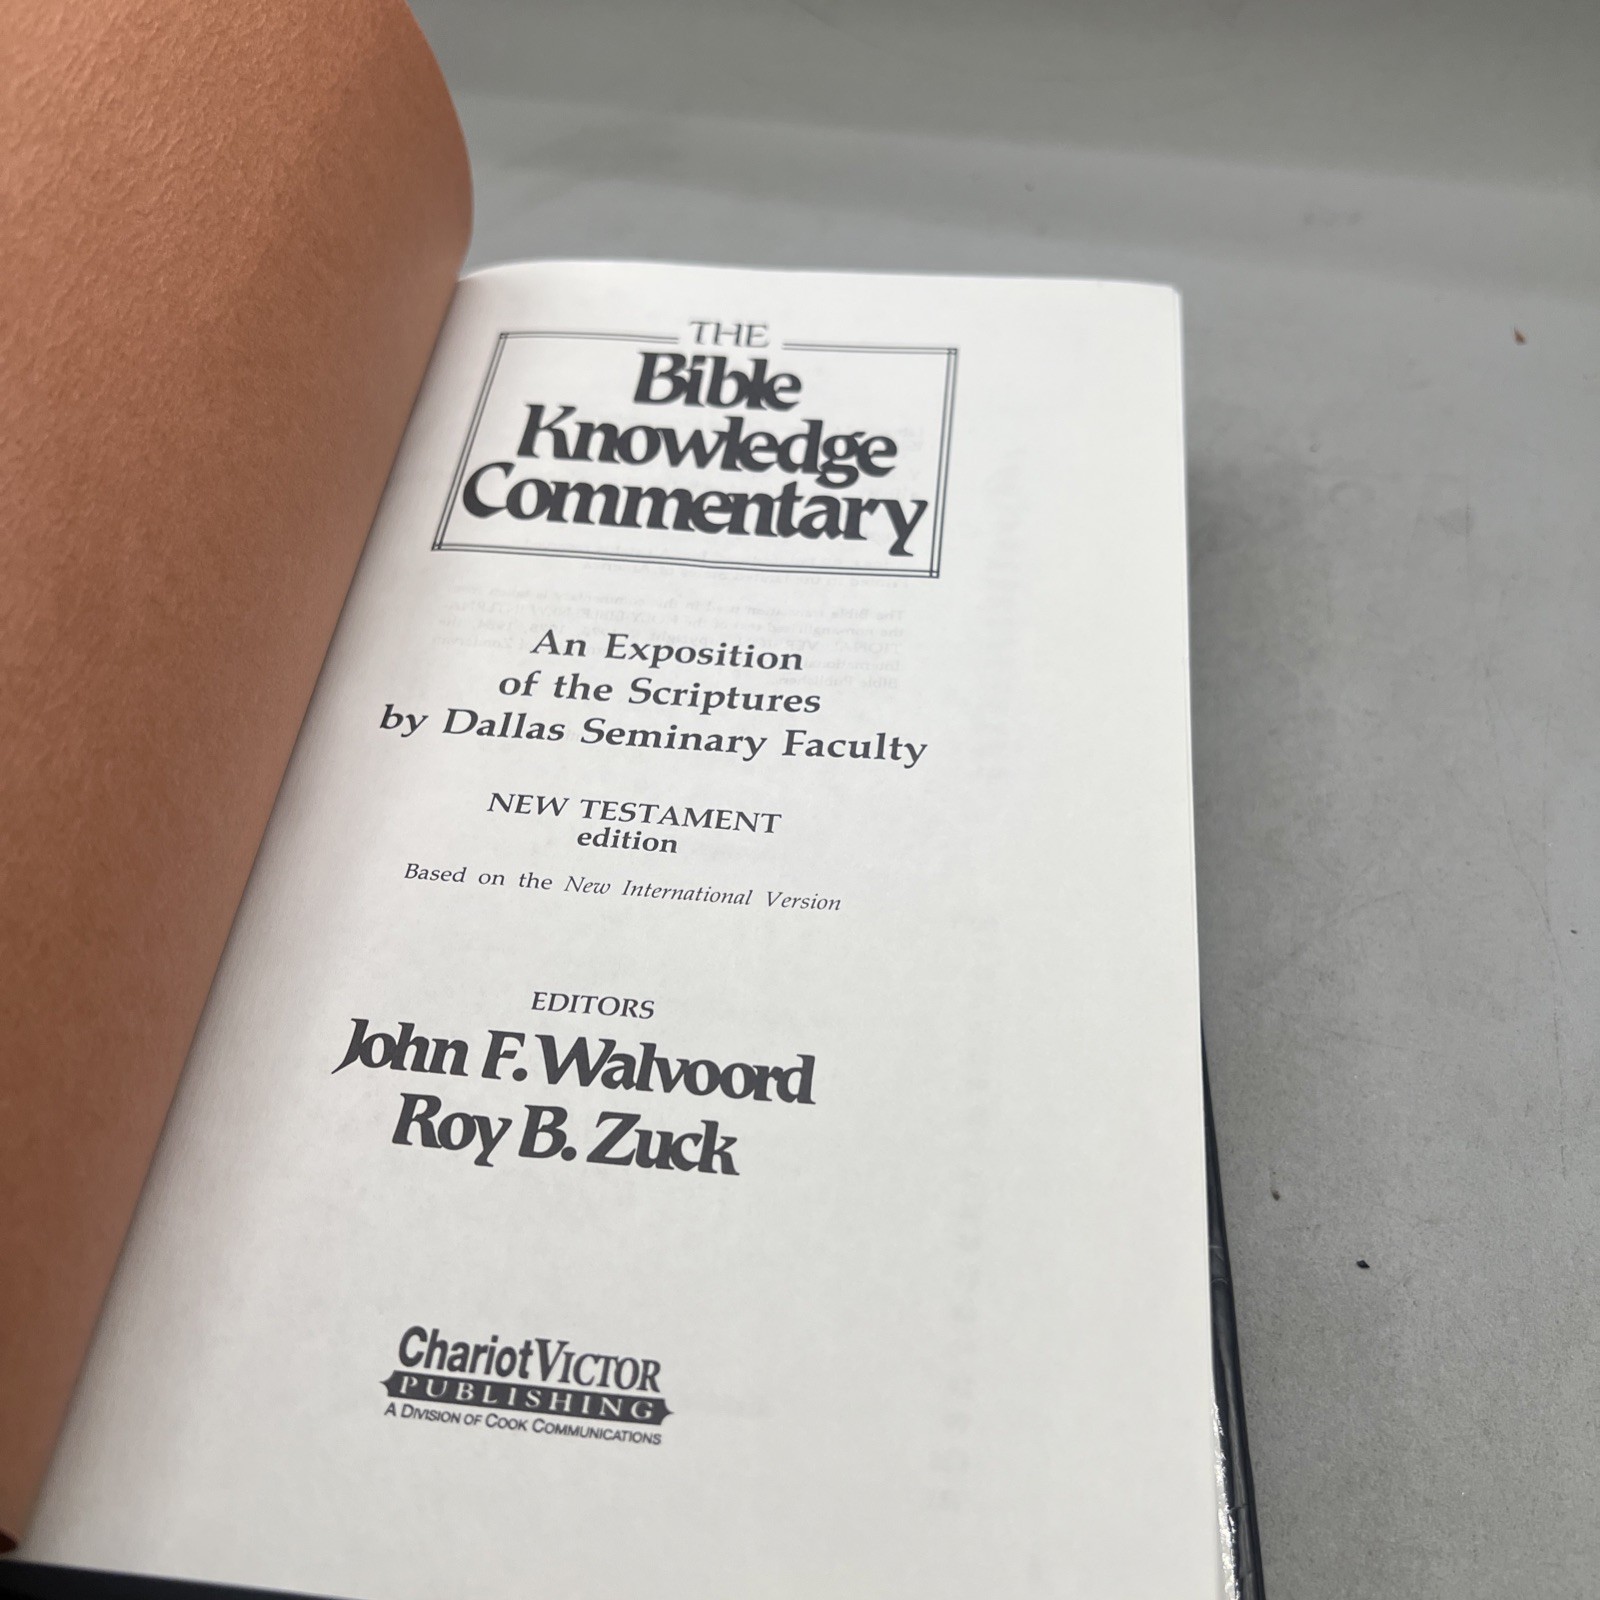 THE
Bible
Knowledge
Commentary
An Exposition
of the Scriptures
by Dallas Seminary Faculty
NEW TESTAMENT
edition
Based on the New International Version
EDITORS
John F. Walvoord
Roy B. Zuck
ChariotVICTOR
PUBLISHING
A DIVISION OF COOK COMMUNICATIONS